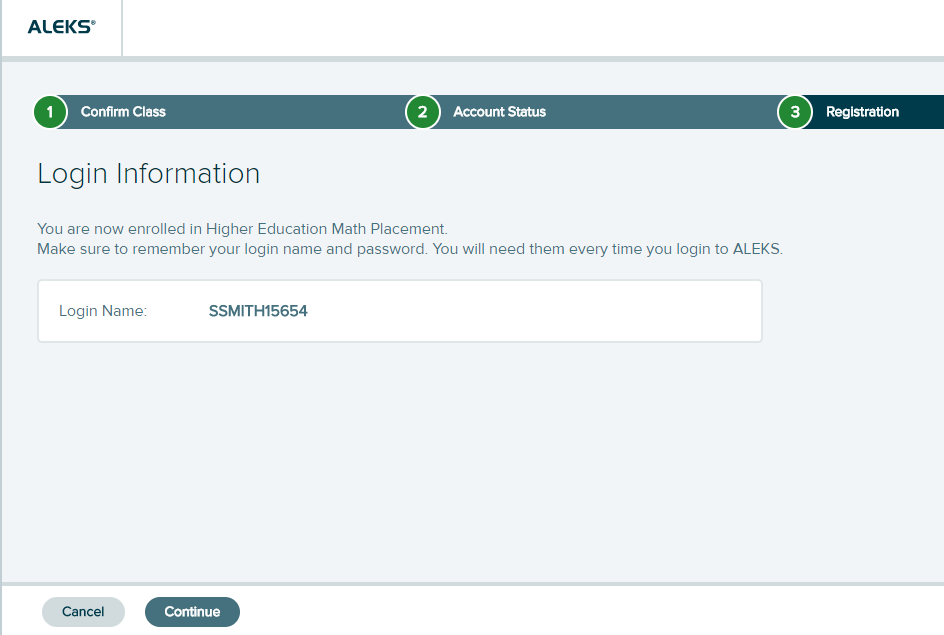 ALEKS®
1 Confirm Class 2 Account Status 3 Registration
Login Information
You are now enrolled in Higher Education Math Placement.
Make sure to remember your login name and password. You will need them every time you login to ALEKS.
Login Name: SSMITH15654
Cancel Continue